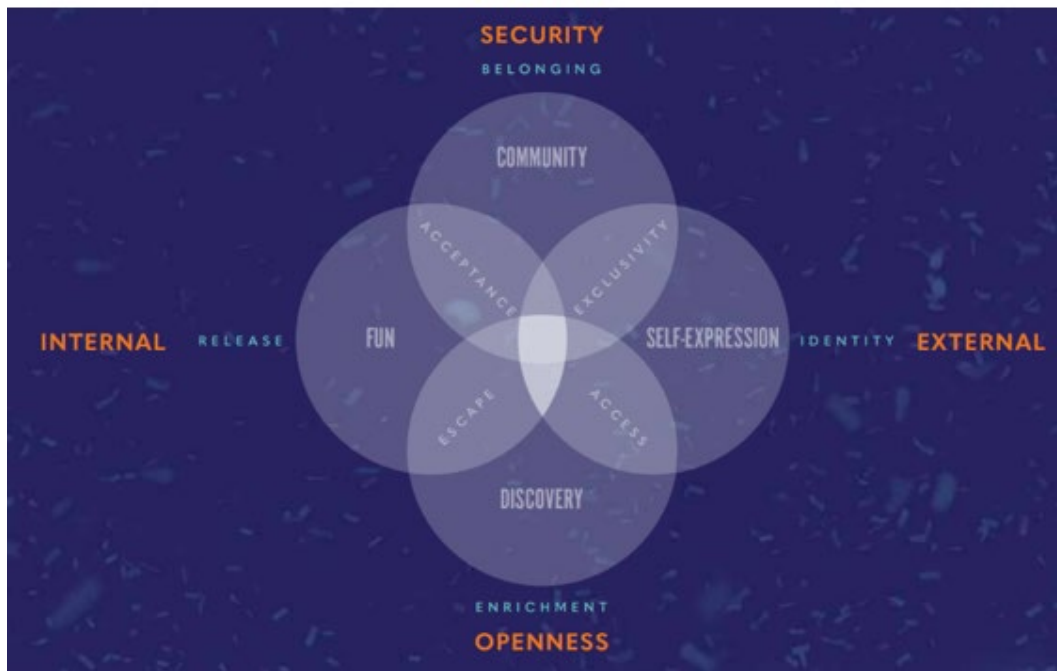 SECURITY
BELONGING
COMMUNITY
ACCEPTANCE
EXCLUSIVITY
INTERNAL
RELEASE
FUN
SELF-EXPRESSION
IDENTITY
EXTERNAL
ESCAPE
ACCESS
DISCOVERY
ENRICHMENT
OPENNESS